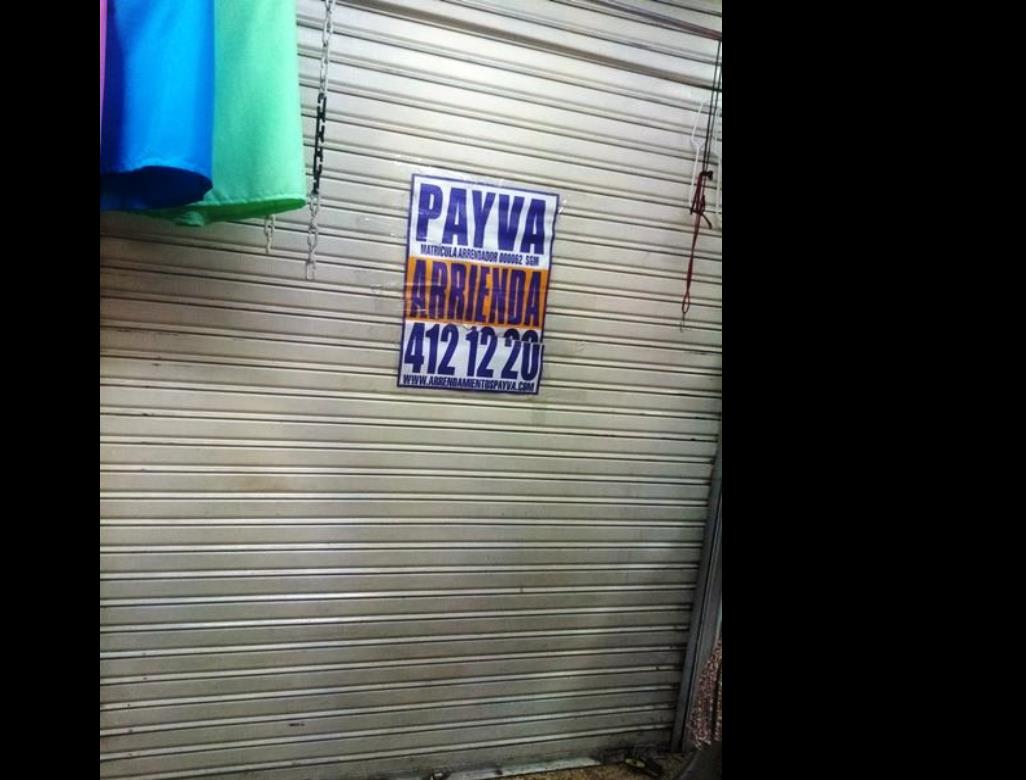 PAYVA
MATRICULA ARRENDADOR 000062 SGM
ARRIENDA
412 12 20
WWW.ARRENDAMIENTOSPAYVA.COM